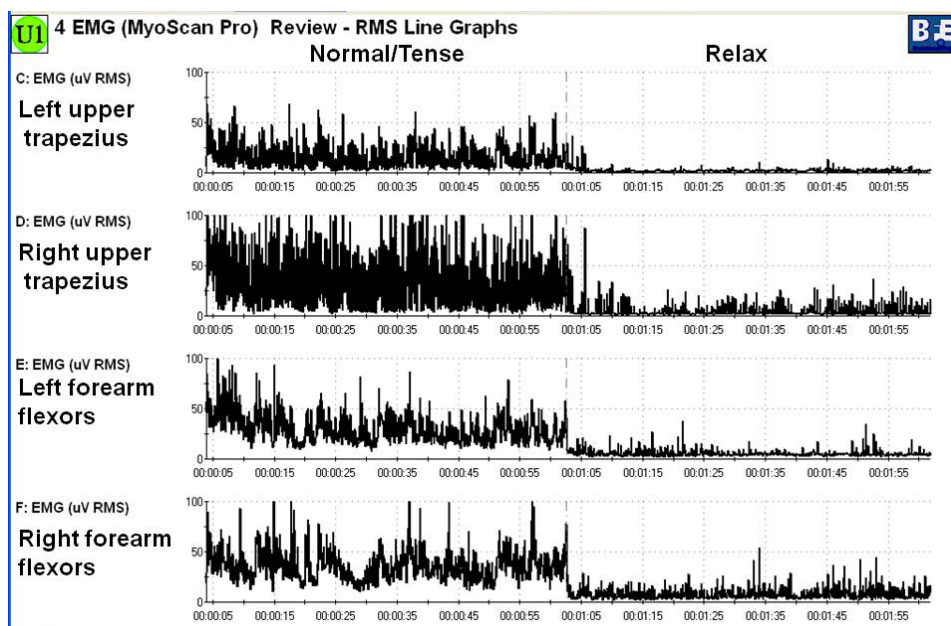 U1 4 EMG (MyoScan Pro) Review - RMS Line Graphs
Normal/Tense Relax
C: EMG (uV RMS)
Left upper
trapezius
100
50
0
00:00:05 00:00:15 00:00:25 00:00:35 00:00:45 00:00:55 00:01:05 00:01:15 00:01:25 00:01:35 00:01:45 00:01:55
D: EMG (uV RMS)
Right upper
trapezius
100
50
0
00:00:05 00:00:15 00:00:25 00:00:35 00:00:45 00:00:55 00:01:05 00:01:15 00:01:25 00:01:35 00:01:45 00:01:55
E: EMG (uV RMS)
Left forearm
flexors
100
50
0
00:00:05 00:00:15 00:00:25 00:00:35 00:00:45 00:00:55 00:01:05 00:01:15 00:01:25 00:01:35 00:01:45 00:01:55
F: EMG (uV RMS)
Right forearm
flexors
100
50
0
00:00:05 00:00:15 00:00:25 00:00:35 00:00:45 00:00:55 00:01:05 00:01:15 00:01:25 00:01:35 00:01:45 00:01:55